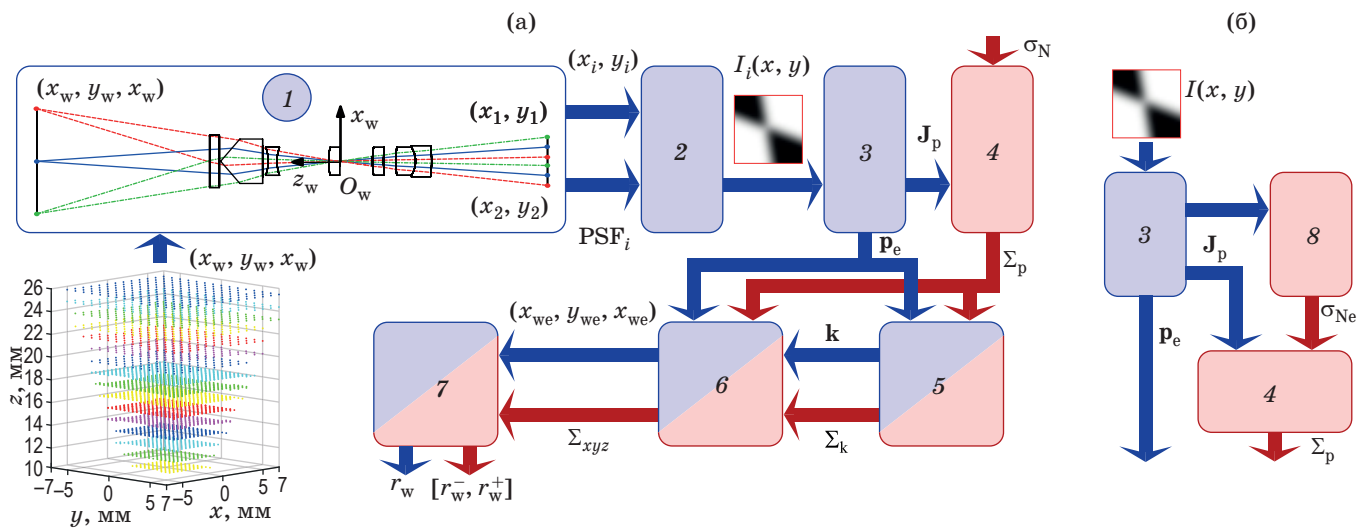 (а)
(x_w, y_w, x_w)
1
x_w
z_w
O_w
(x_1, y_1)
(x_2, y_2)
(x_i, y_i)
PSF_i
2
I_i(x, y)
3
J_p
σ_N
4
p_e
Σ_p
(x_w, y_w, x_w)
26
24
22
20
18
16
14
12
10
z, мм
−7
−5
0
5
7
y, мм
−7
−5
0
5
7
x, мм
(x_we, y_we, x_we)
7
6
5
k
Σ_xyz
Σ_k
r_w
[r_w^−, r_w^+]
(б)
I(x, y)
3
8
J_p
p_e
σ_Ne
4
Σ_p